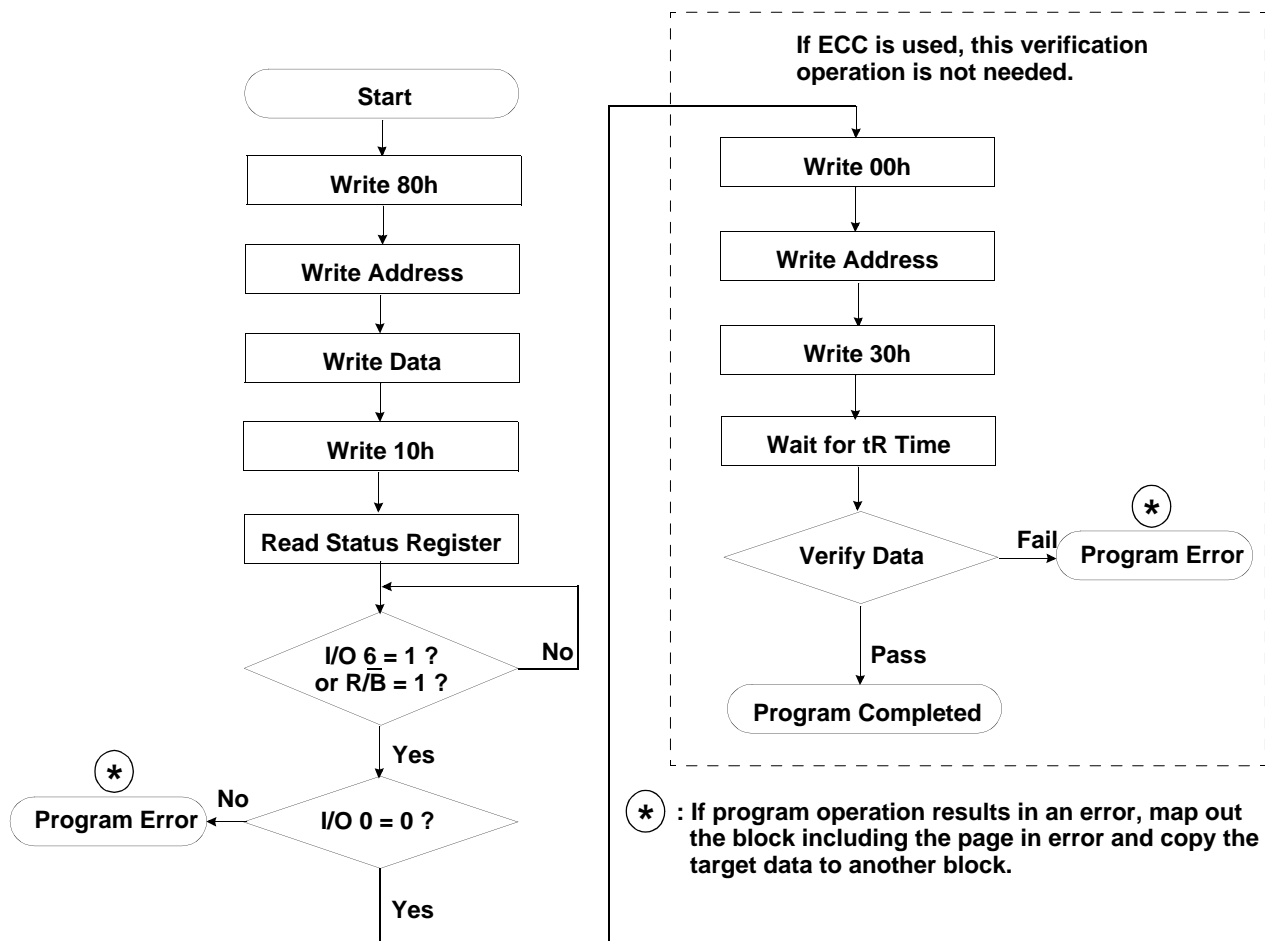 Start
Write 80h
Write Address
Write Data
Write 10h
Read Status Register
I/O 6 = 1 ?
or R/B̅ = 1 ?
No
Yes
*
Program Error
No
I/O 0 = 0 ?
Yes
If ECC is used, this verification
operation is not needed.
Write 00h
Write Address
Write 30h
Wait for tR Time
Verify Data
Fail
*
Program Error
Pass
Program Completed
* : If program operation results in an error, map out
the block including the page in error and copy the
target data to another block.